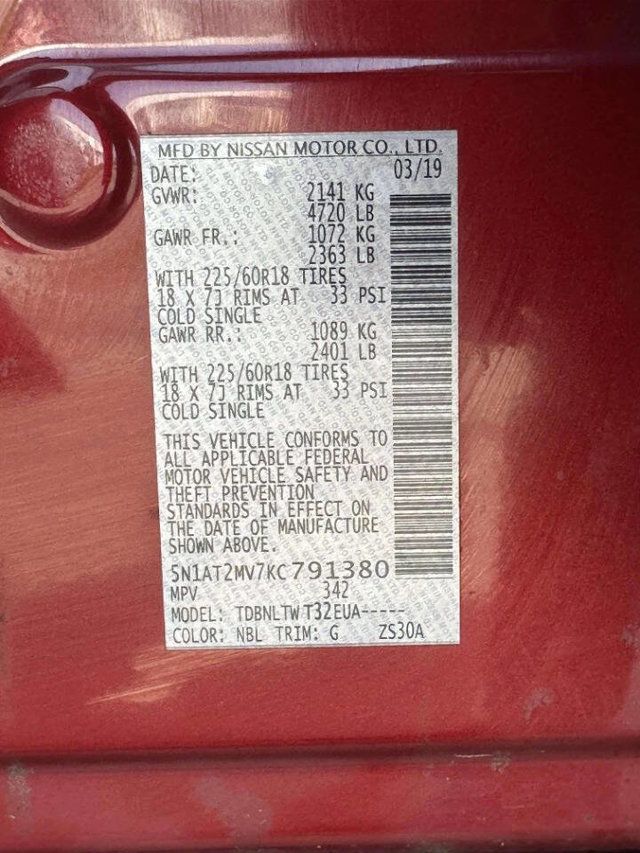 MFD BY NISSAN MOTOR CO., LTD.
DATE: 03/19
GVWR: 2141 KG
4720 LB
GAWR FR.: 1072 KG
2363 LB
WITH 225/60R18 TIRES
18 X 7J RIMS AT 33 PSI
COLD SINGLE
GAWR RR.: 1089 KG
2401 LB
WITH 225/60R18 TIRES
18 X 7J RIMS AT 33 PSI
COLD SINGLE
THIS VEHICLE CONFORMS TO
ALL APPLICABLE FEDERAL
MOTOR VEHICLE SAFETY AND
THEFT PREVENTION
STANDARDS IN EFFECT ON
THE DATE OF MANUFACTURE
SHOWN ABOVE.
5N1AT2MV7KC791380
MPV 342
MODEL: TDBNLTWT32EUA-----
COLOR: NBL TRIM: G ZS30A